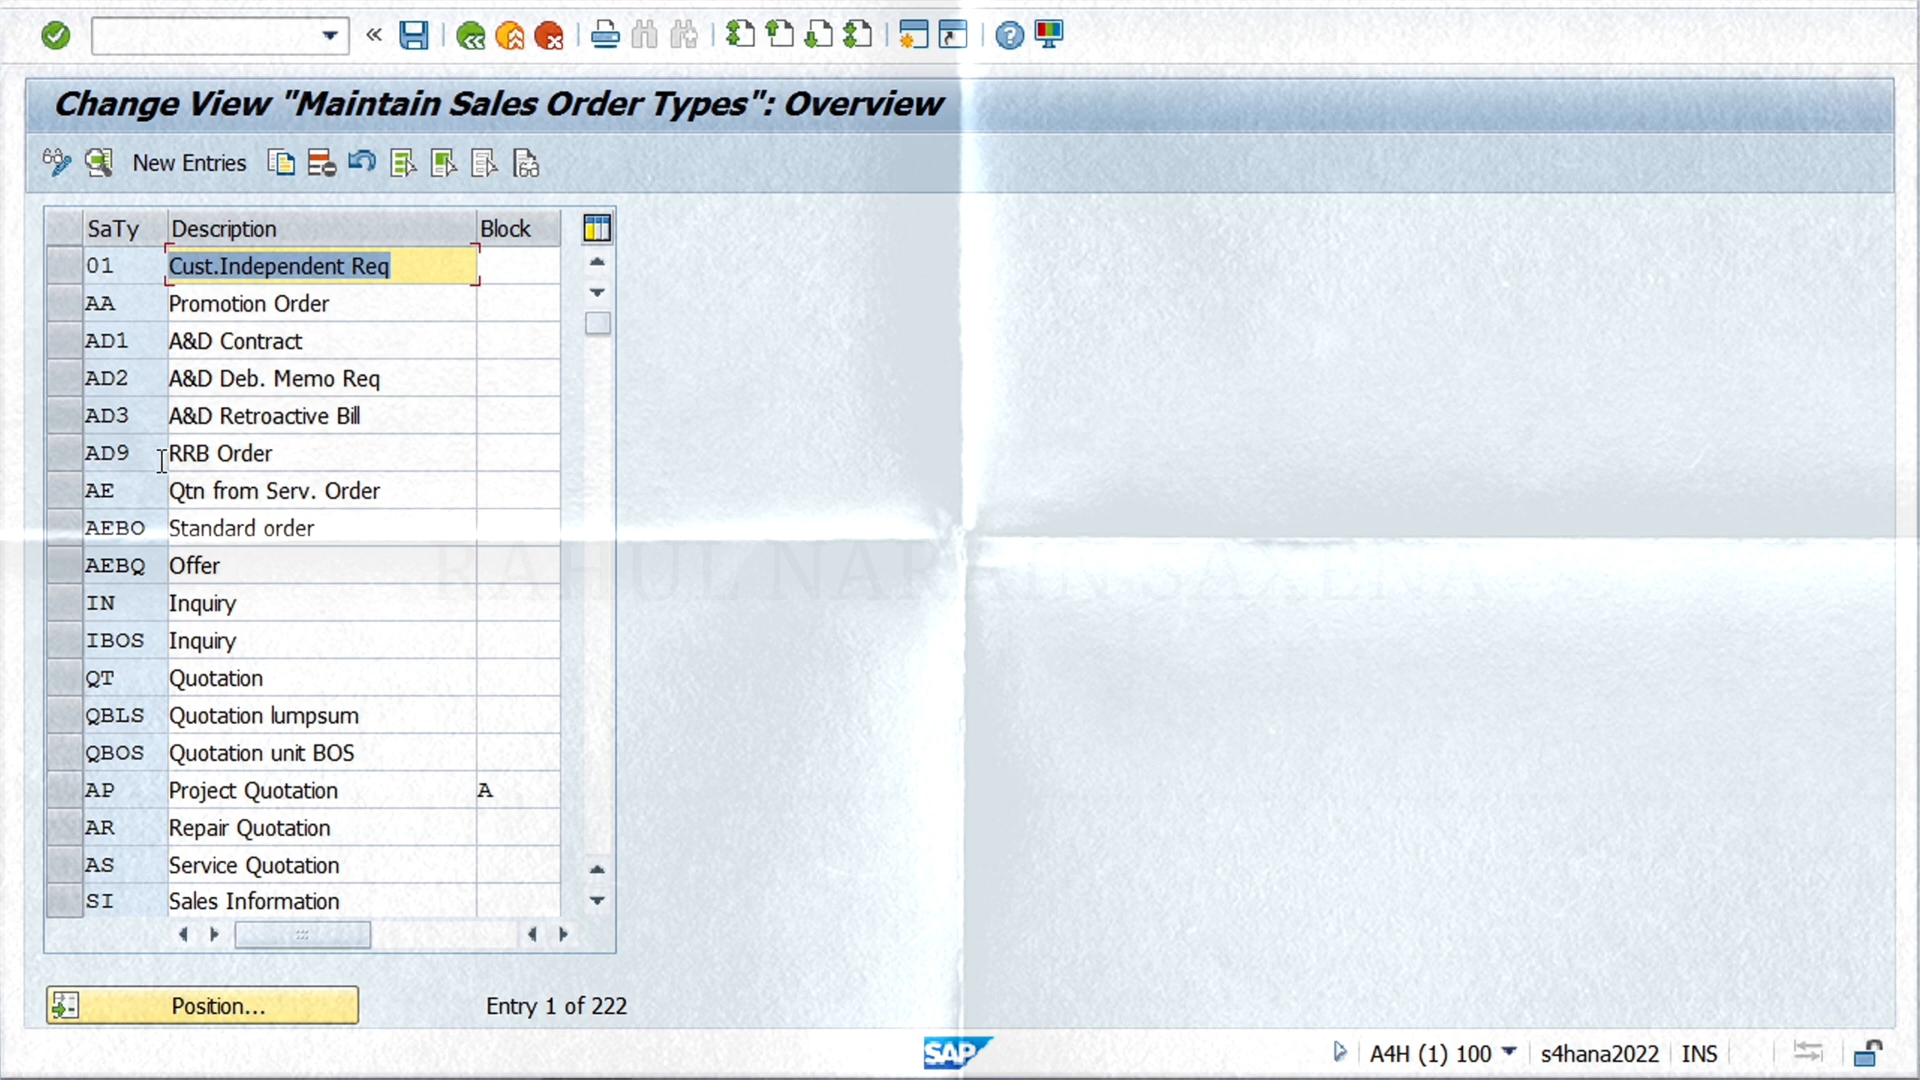 Change View "Maintain Sales Order Types": Overview
New Entries
SaTy Description Block
01 Cust.Independent Req
AA Promotion Order
AD1 A&D Contract
AD2 A&D Deb. Memo Req
AD3 A&D Retroactive Bill
AD9 RRB Order
AE Qtn from Serv. Order
AEBO Standard order
AEBQ Offer
IN Inquiry
IBOS Inquiry
QT Quotation
QBLS Quotation lumpsum
QBOS Quotation unit BOS
AP Project Quotation A
AR Repair Quotation
AS Service Quotation
SI Sales Information
RAHUL NARAIN SAXENA
Position... Entry 1 of 222
SAP A4H (1) 100 s4hana2022 INS